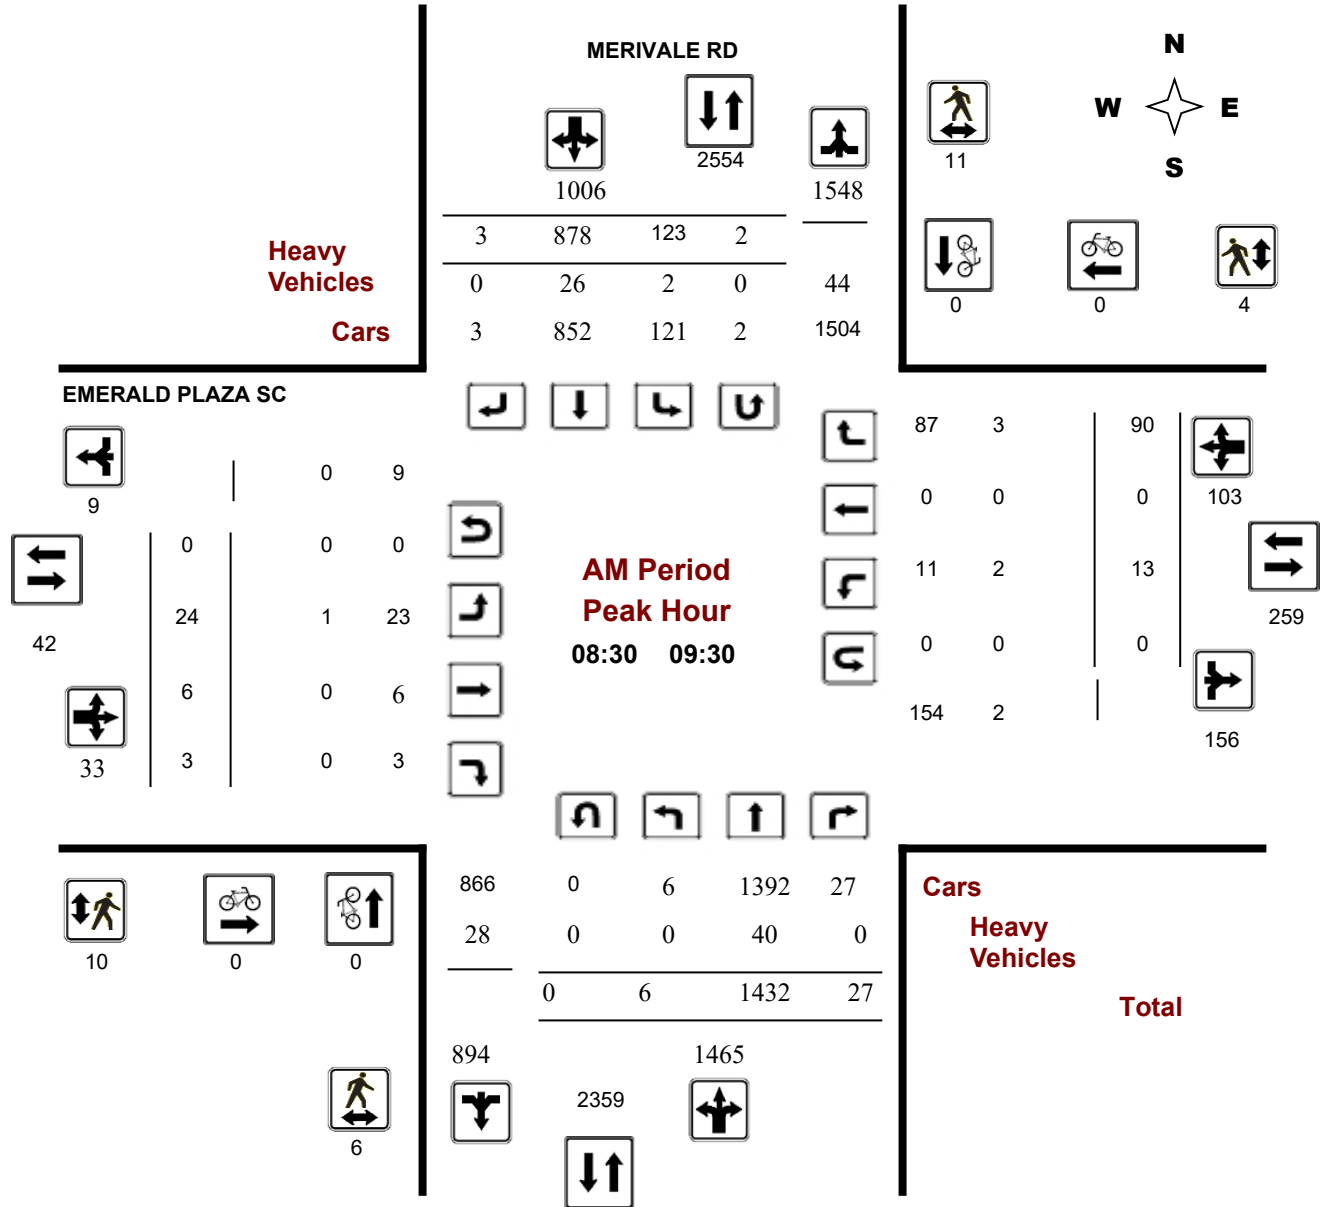 MERIVALE RD
N
W E
S
2554
11
1006
1548
3 878 123 2
Heavy
Vehicles
0 26 2 0 44
0 0 4
Cars
3 852 121 2 1504
EMERALD PLAZA SC
87 3 90
0 9
9
0 0 0 103
0 0 0
AM Period
11 2 13
Peak Hour
24 1 23
259
42
08:30 09:30
0 0 0
6 0 6
154 2
156
33
3 0 3
866 0 6 1392 27
Cars
28 0 0 40 0
Heavy
Vehicles
10 0 0
0 6 1432 27
Total
894 1465
2359
6